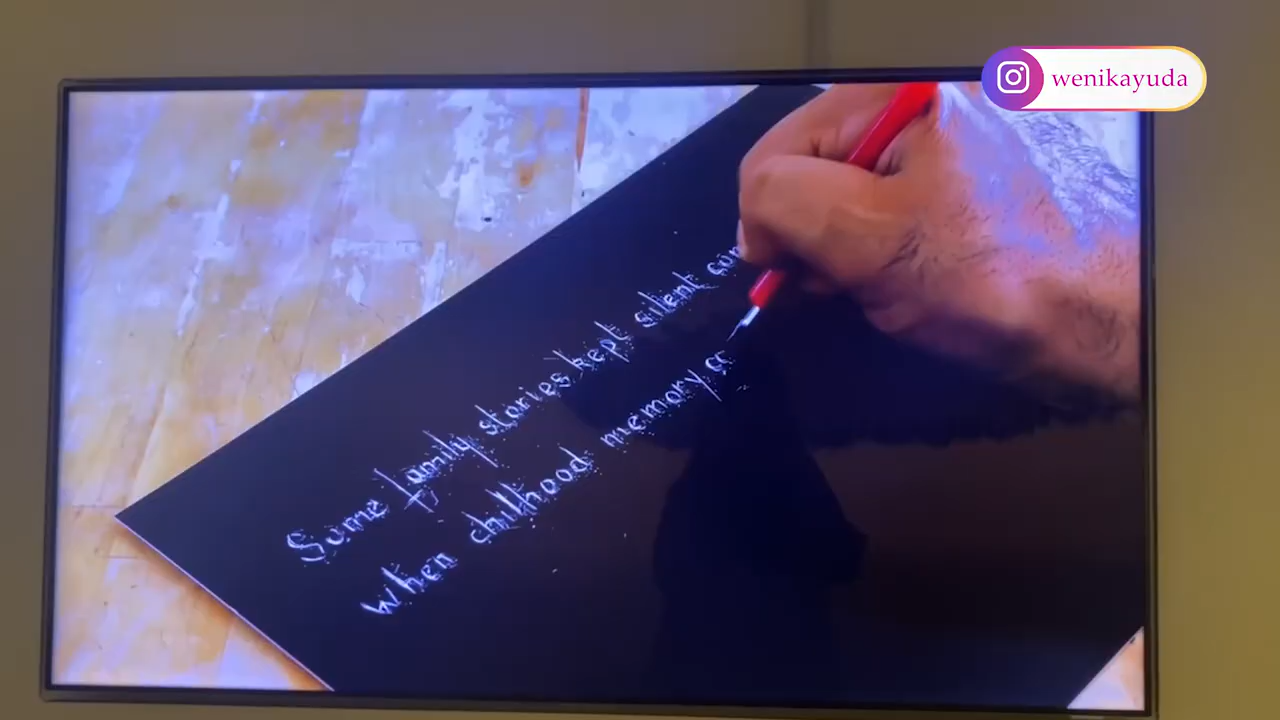 wenikayuda
Some family stories kept silent
When childhood memory